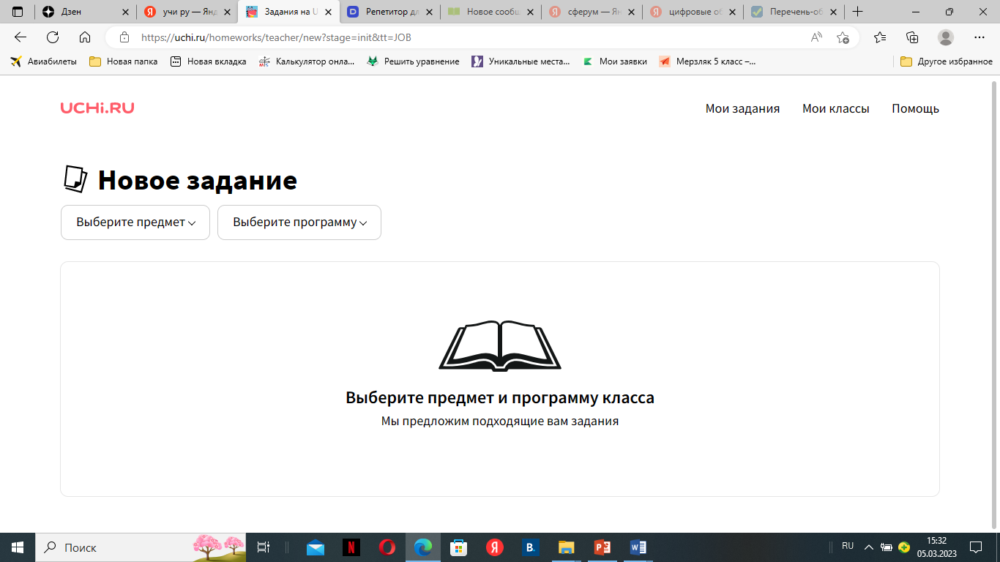 Дзен
учи ру — Янд
Задания на U
Репетитор дл
Новое сообщ
сферум — Ян
цифровые об
Перечень-об
https://uchi.ru/homeworks/teacher/new?stage=init&tt=JOB
Авиабилеты
Новая папка
Новая вкладка
Калькулятор онла...
Решить уравнение
Уникальные места...
Мои заявки
Мерзляк 5 класс –...
Другое избранное
UCHi.RU
Мои задания
Мои классы
Помощь
Новое задание
Выберите предмет
Выберите программу
Выберите предмет и программу класса
Мы предложим подходящие вам задания
Поиск
RU
15:32
05.03.2023